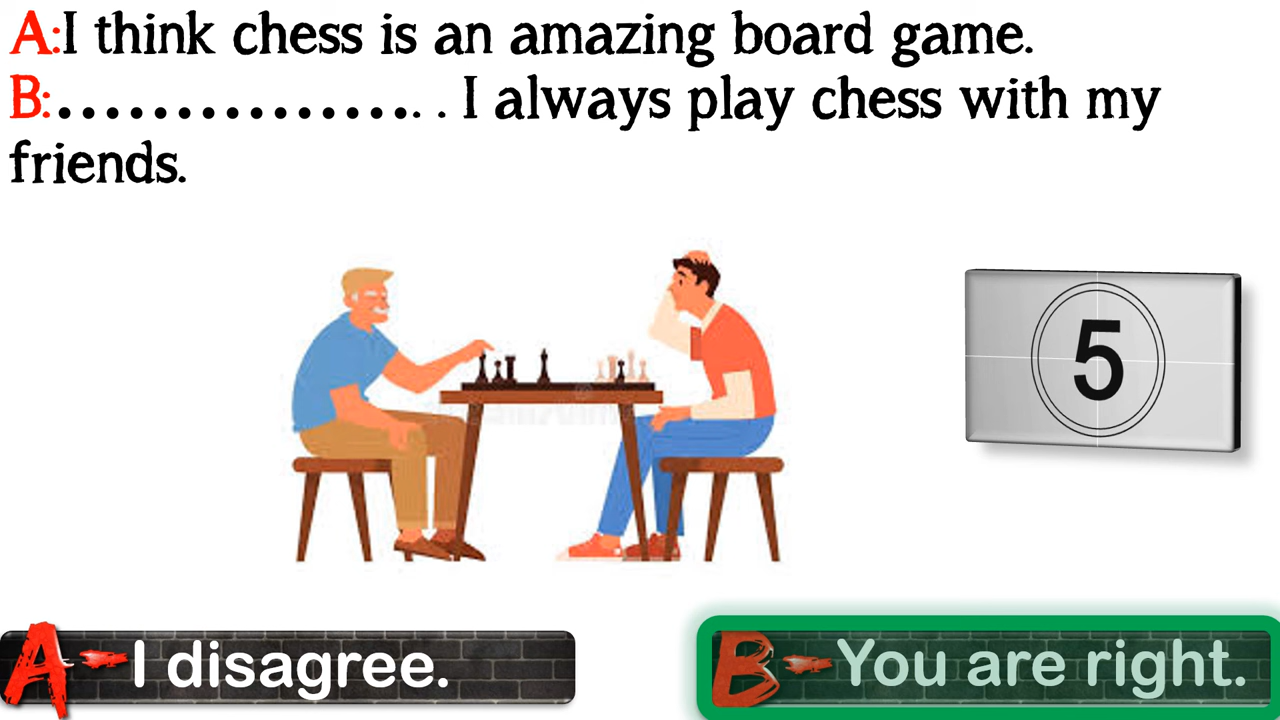 A:I think chess is an amazing board game.
B:................. . I always play chess with my
friends.
5
A- I disagree.
B- You are right.